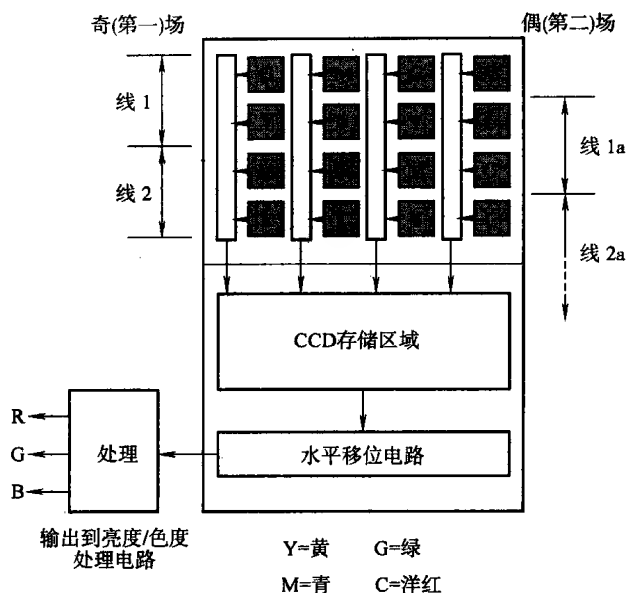 奇(第一)场
偶(第二)场
线 1
线 1a
线 2
线 2a
CCD存储区域
R
G
B
处理
水平移位电路
输出到亮度/色度
处理电路
Y=黄 G=绿
M=青 C=洋红